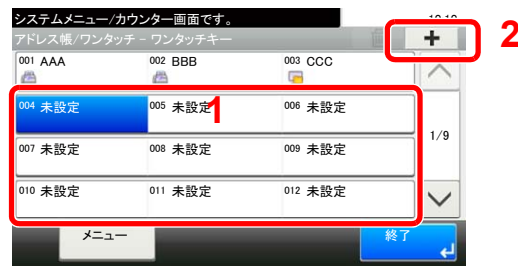 システムメニュー/カウンター画面です。
アドレス帳/ワンタッチ - ワンタッチキー
2
001 AAA 002 BBB 003 CCC
004 未設定 005 未設定 006 未設定
1
007 未設定 008 未設定 009 未設定
1/9
010 未設定 011 未設定 012 未設定
メニュー 終了